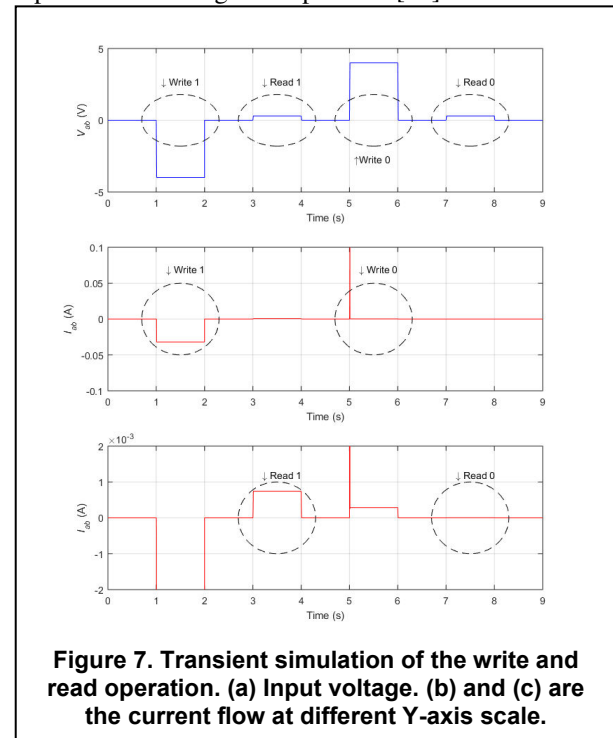 ↓ Write 1
↓ Read 1
↓ Read 0
↑Write 0
V_ab (V)
5
0
-5
0 1 2 3 4 5 6 7 8 9
Time (s)
↓ Write 1
↓ Write 0
I_ab (A)
0.1
0.05
0
-0.05
-0.1
0 1 2 3 4 5 6 7 8 9
Time (s)
×10⁻³
↓ Read 1
↓ Read 0
I_ab (A)
2
1
0
-1
-2
0 1 2 3 4 5 6 7 8 9
Time (s)
Figure 7. Transient simulation of the write and
read operation. (a) Input voltage. (b) and (c) are
the current flow at different Y-axis scale.